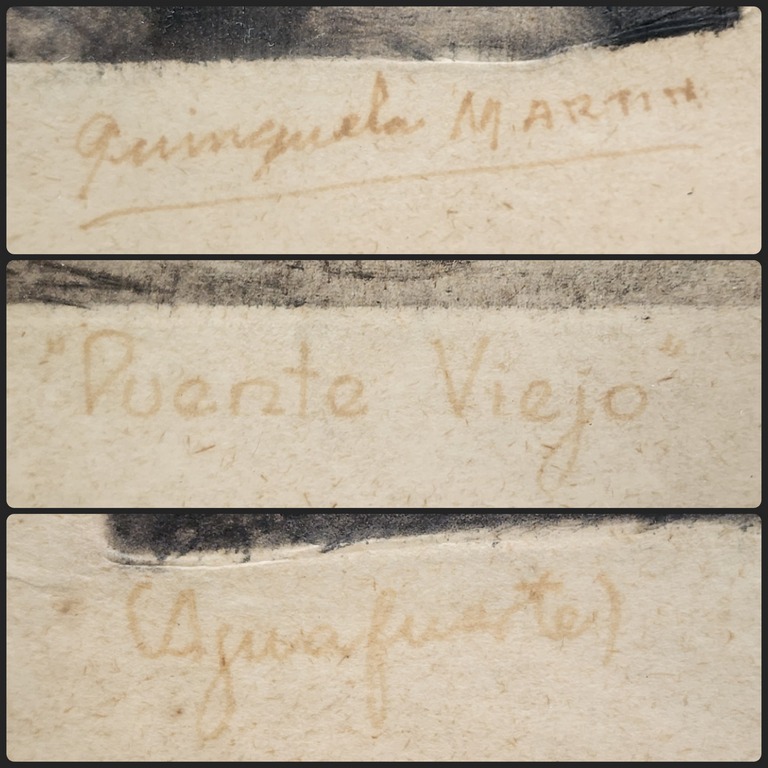 Quinquela MARTIN
"Puente Viejo"
(Aguafuerte)